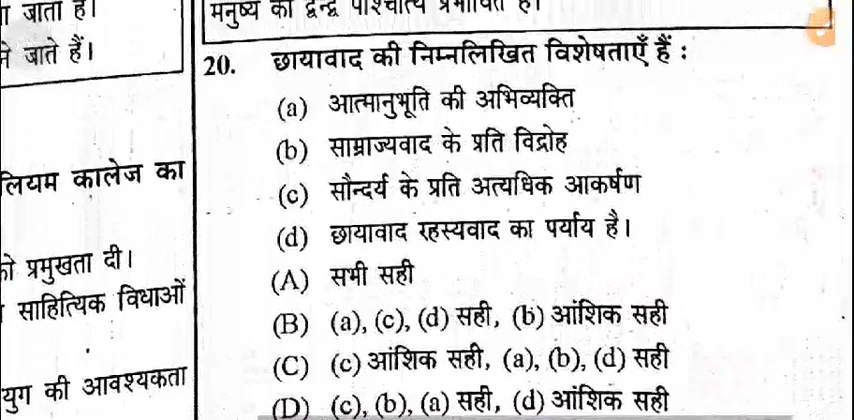 ा जाता है।
ने जाते हैं।
लियम कालेज का
को प्रमुखता दी।
साहित्यिक विधाओं
युग की आवश्यकता
मनुष्य का द्वन्द्व पाश्चात्य प्रभावित है।
20. छायावाद की निम्नलिखित विशेषताएँ हैं :
(a) आत्मानुभूति की अभिव्यक्ति
(b) साम्राज्यवाद के प्रति विद्रोह
(c) सौन्दर्य के प्रति अत्यधिक आकर्षण
(d) छायावाद रहस्यवाद का पर्याय है।
(A) सभी सही
(B) (a), (c), (d) सही, (b) आंशिक सही
(C) (c) आंशिक सही, (a), (b), (d) सही
(D) (c), (b), (a) सही, (d) आंशिक सही